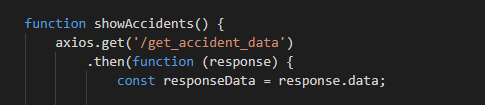 function showAccidents() {
    axios.get('/get_accident_data')
        .then(function (response) {
            const responseData = response.data;